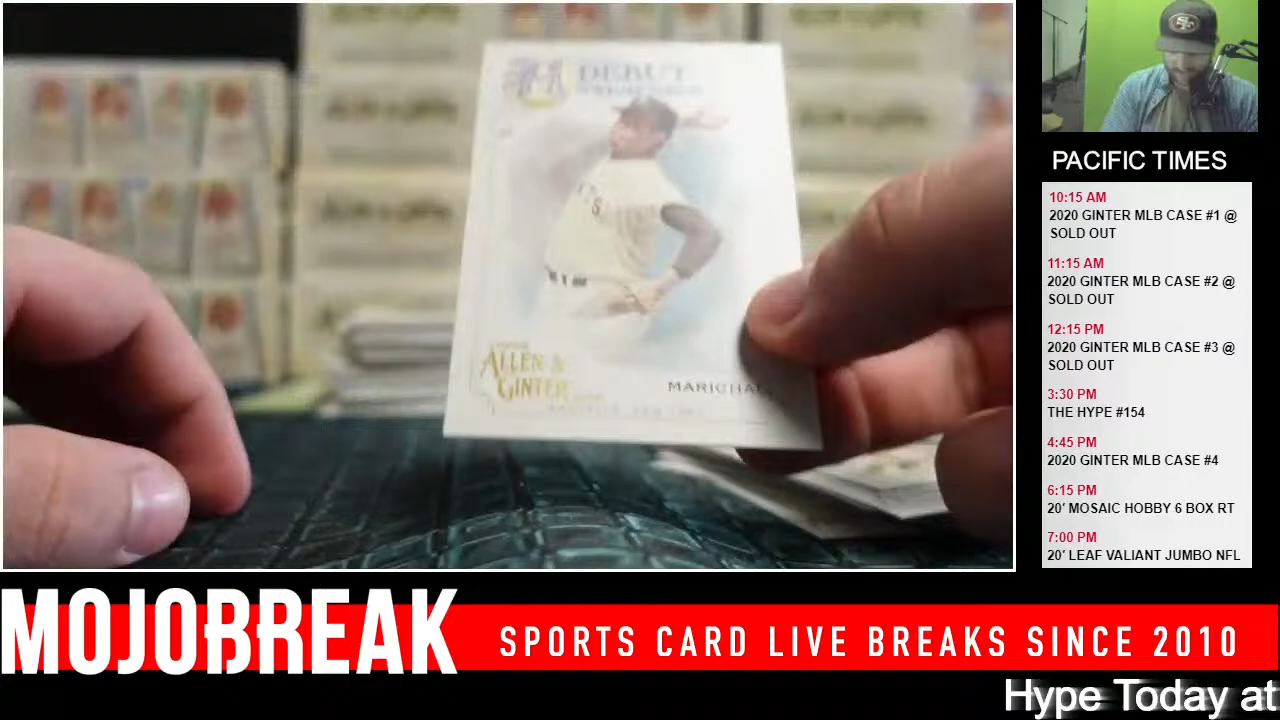 DEBUT
ALLEN &
GINTER
MARICHAL
PACIFIC TIMES
10:15 AM
2020 GINTER MLB CASE #1 @
SOLD OUT
11:15 AM
2020 GINTER MLB CASE #2 @
SOLD OUT
12:15 PM
2020 GINTER MLB CASE #3 @
SOLD OUT
3:30 PM
THE HYPE #154
4:45 PM
2020 GINTER MLB CASE #4
6:15 PM
20' MOSAIC HOBBY 6 BOX RT
7:00 PM
20' LEAF VALIANT JUMBO NFL
MOJOBREAK
SPORTS CARD LIVE BREAKS SINCE 2010
Hype Today at